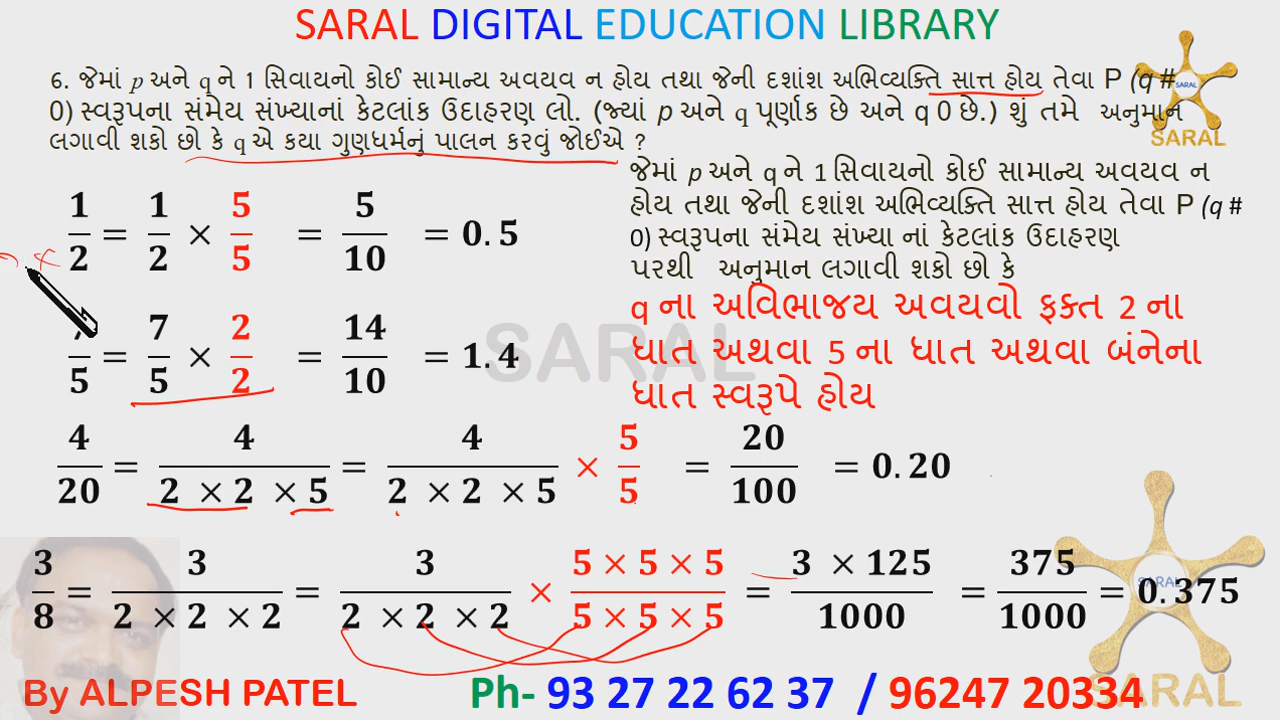 SARAL DIGITAL EDUCATION LIBRARY
6. જેમાં p અને q ને 1 સિવાયનો કોઈ સામાન્ય અવયવ ન હોય તથા જેની દશાંશ અભિવ્યક્તિ સાત્ત હોય તેવા P (q #
0) સ્વરૂપના સંમેય સંખ્યાનાં કેટલાંક ઉદાહરણ લો. (જ્યાં p અને q પૂર્ણાક છે અને q 0 છે.) શું તમે અનુમાન
લગાવી શકો છો કે q એ કયા ગુણધર્મનું પાલન કરવું જોઈએ ?
SARAL
SARAL
જેમાં p અને q ને 1 સિવાયનો કોઈ સામાન્ય અવયવ ન
હોય તથા જેની દશાંશ અભિવ્યક્તિ સાત્ત હોય તેવા P (q #
0) સ્વરૂપના સંમેય સંખ્યા નાં કેટલાંક ઉદાહરણ
પરથી અનુમાન લગાવી શકો છો કે
q ના અવિભાજય અવયવો ફક્ત 2 ના
ઘાત અથવા 5 ના ઘાત અથવા બંનેના
ઘાત સ્વરૂપે હોય
1/2 = 1/2 × 5/5 = 5/10 = 0.5
7/5 = 7/5 × 2/2 = 14/10 = 1.4
SARAL
4/20 = 4/(2 × 2 × 5) = 4/(2 × 2 × 5) × 5/5 = 20/100 = 0.20
3/8 = 3/(2 × 2 × 2) = 3/(2 × 2 × 2) × (5 × 5 × 5)/(5 × 5 × 5) = (3 × 125)/1000 = 375/1000 = 0.375
SARAL
SARAL
By ALPESH PATEL
Ph- 93 27 22 62 37 / 96247 20334